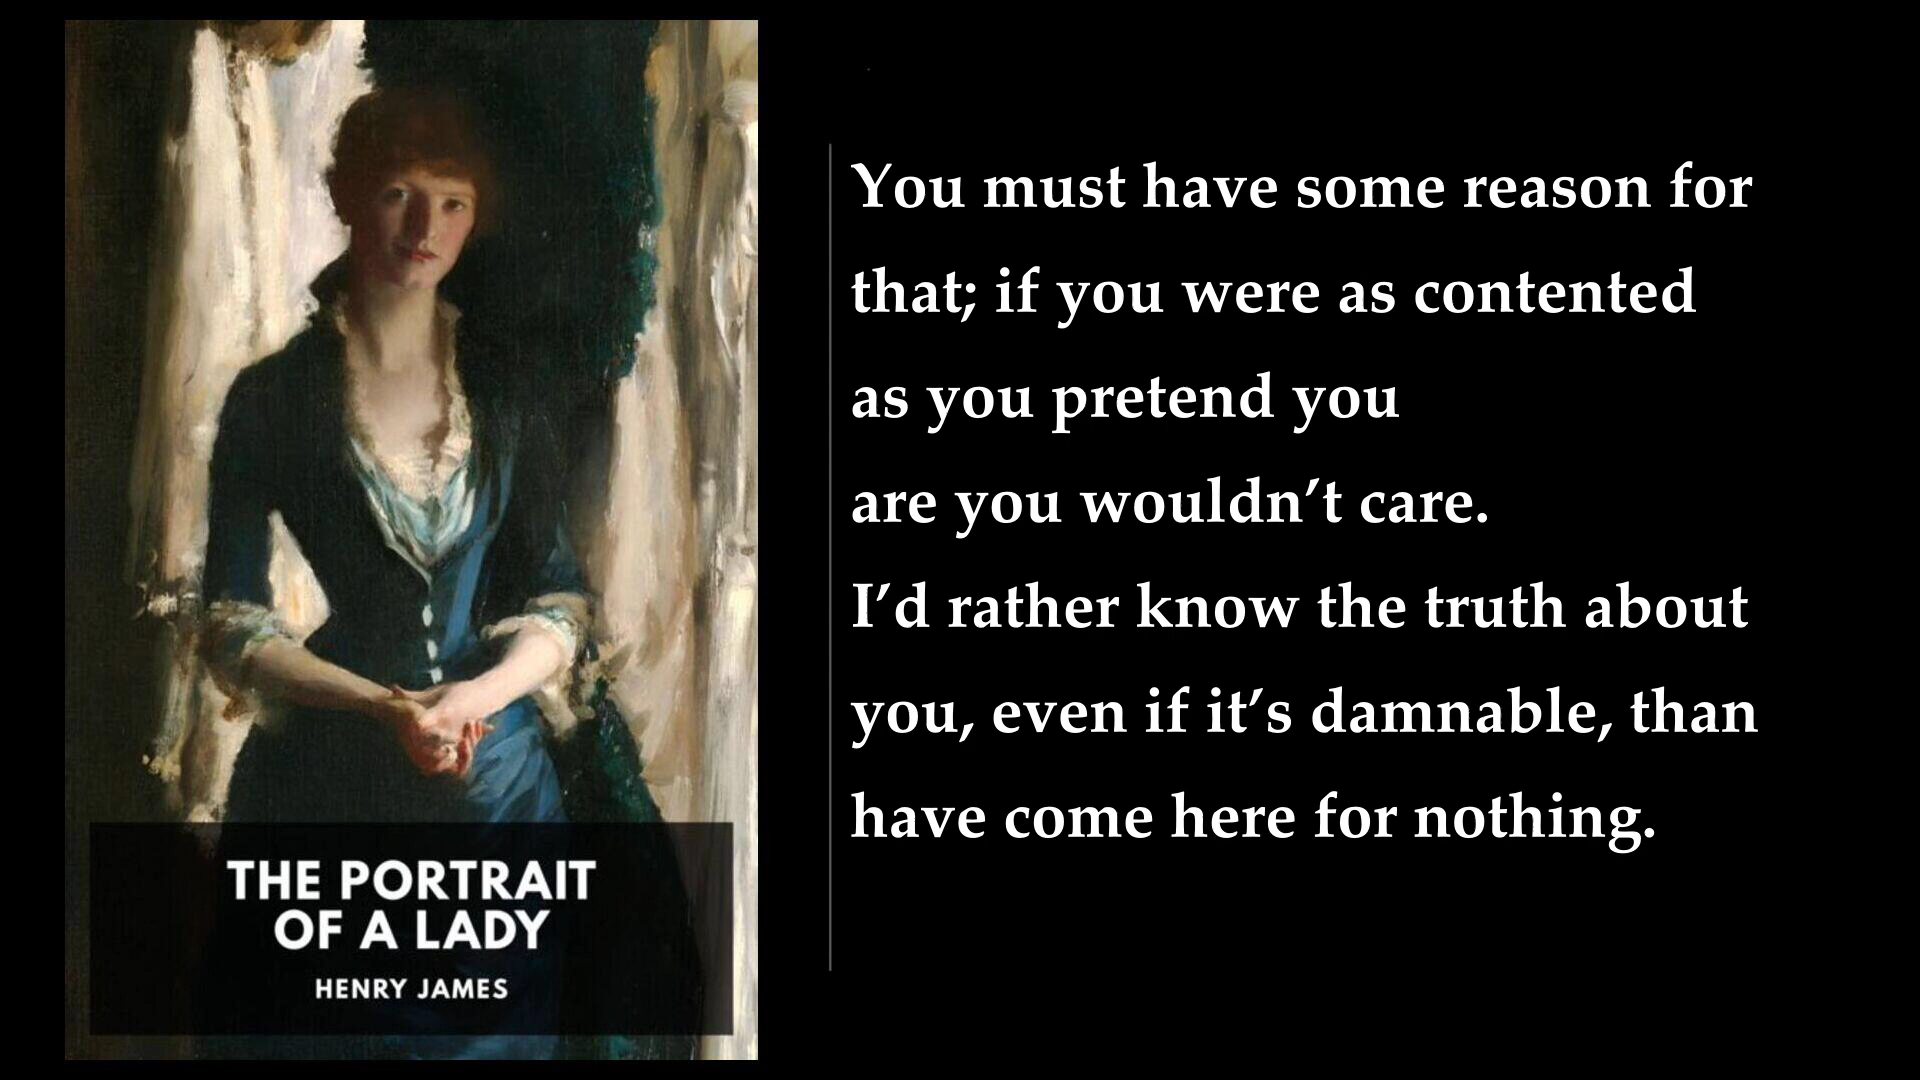 THE PORTRAIT
OF A LADY
HENRY JAMES
You must have some reason for
that; if you were as contented
as you pretend you
are you wouldn’t care.
I’d rather know the truth about
you, even if it’s damnable, than
have come here for nothing.